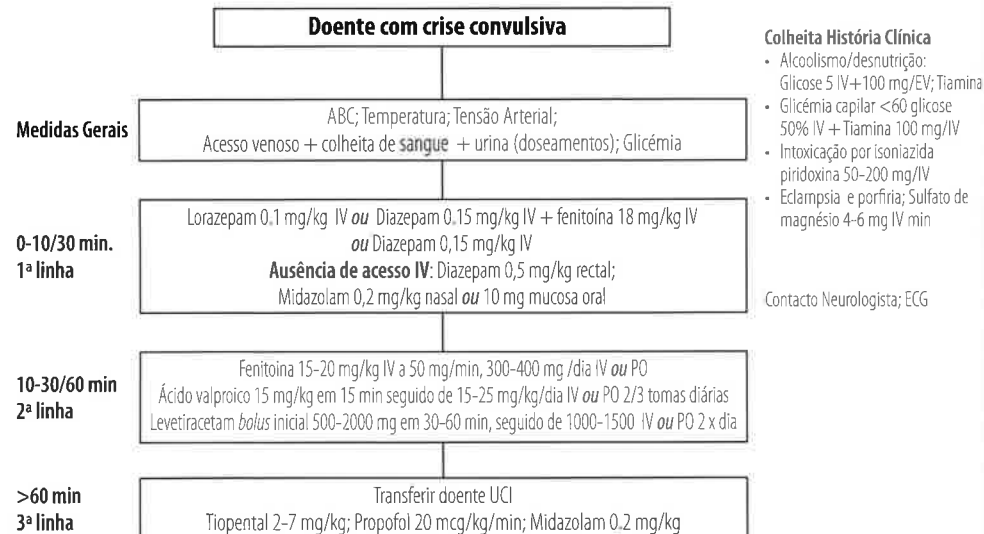 Doente com crise convulsiva
Medidas Gerais
ABC; Temperatura; Tensão Arterial;
Acesso venoso + colheita de sangue + urina (doseamentos); Glicémia
0-10/30 min.
1ª linha
Lorazepam 0.1 mg/kg IV ou Diazepam 0.15 mg/kg IV + fenitoína 18 mg/kg IV
ou Diazepam 0,15 mg/kg IV
Ausência de acesso IV: Diazepam 0,5 mg/kg rectal;
Midazolam 0,2 mg/kg nasal ou 10 mg mucosa oral
10-30/60 min
2ª linha
Fenitoina 15-20 mg/kg IV a 50 mg/min, 300-400 mg /dia IV ou PO
Ácido valproico 15 mg/kg em 15 min seguido de 15-25 mg/kg/dia IV ou PO 2/3 tomas diárias
Levetiracetam bolus inicial 500-2000 mg em 30-60 min, seguido de 1000-1500 IV ou PO 2 x dia
>60 min
3ª linha
Transferir doente UCI
Tiopental 2-7 mg/kg; Propofol 20 mcg/kg/min; Midazolam 0.2 mg/kg
Colheita História Clínica
• Alcoolismo/desnutrição:
Glicose 5 IV+100 mg/EV; Tiamina
• Glicémia capilar <60 glicose
50% IV + Tiamina 100 mg/IV
• Intoxicação por isoniazida
piridoxina 50-200 mg/IV
• Eclampsia e porfiria; Sulfato de
magnésio 4-6 mg IV min
Contacto Neurologista; ECG